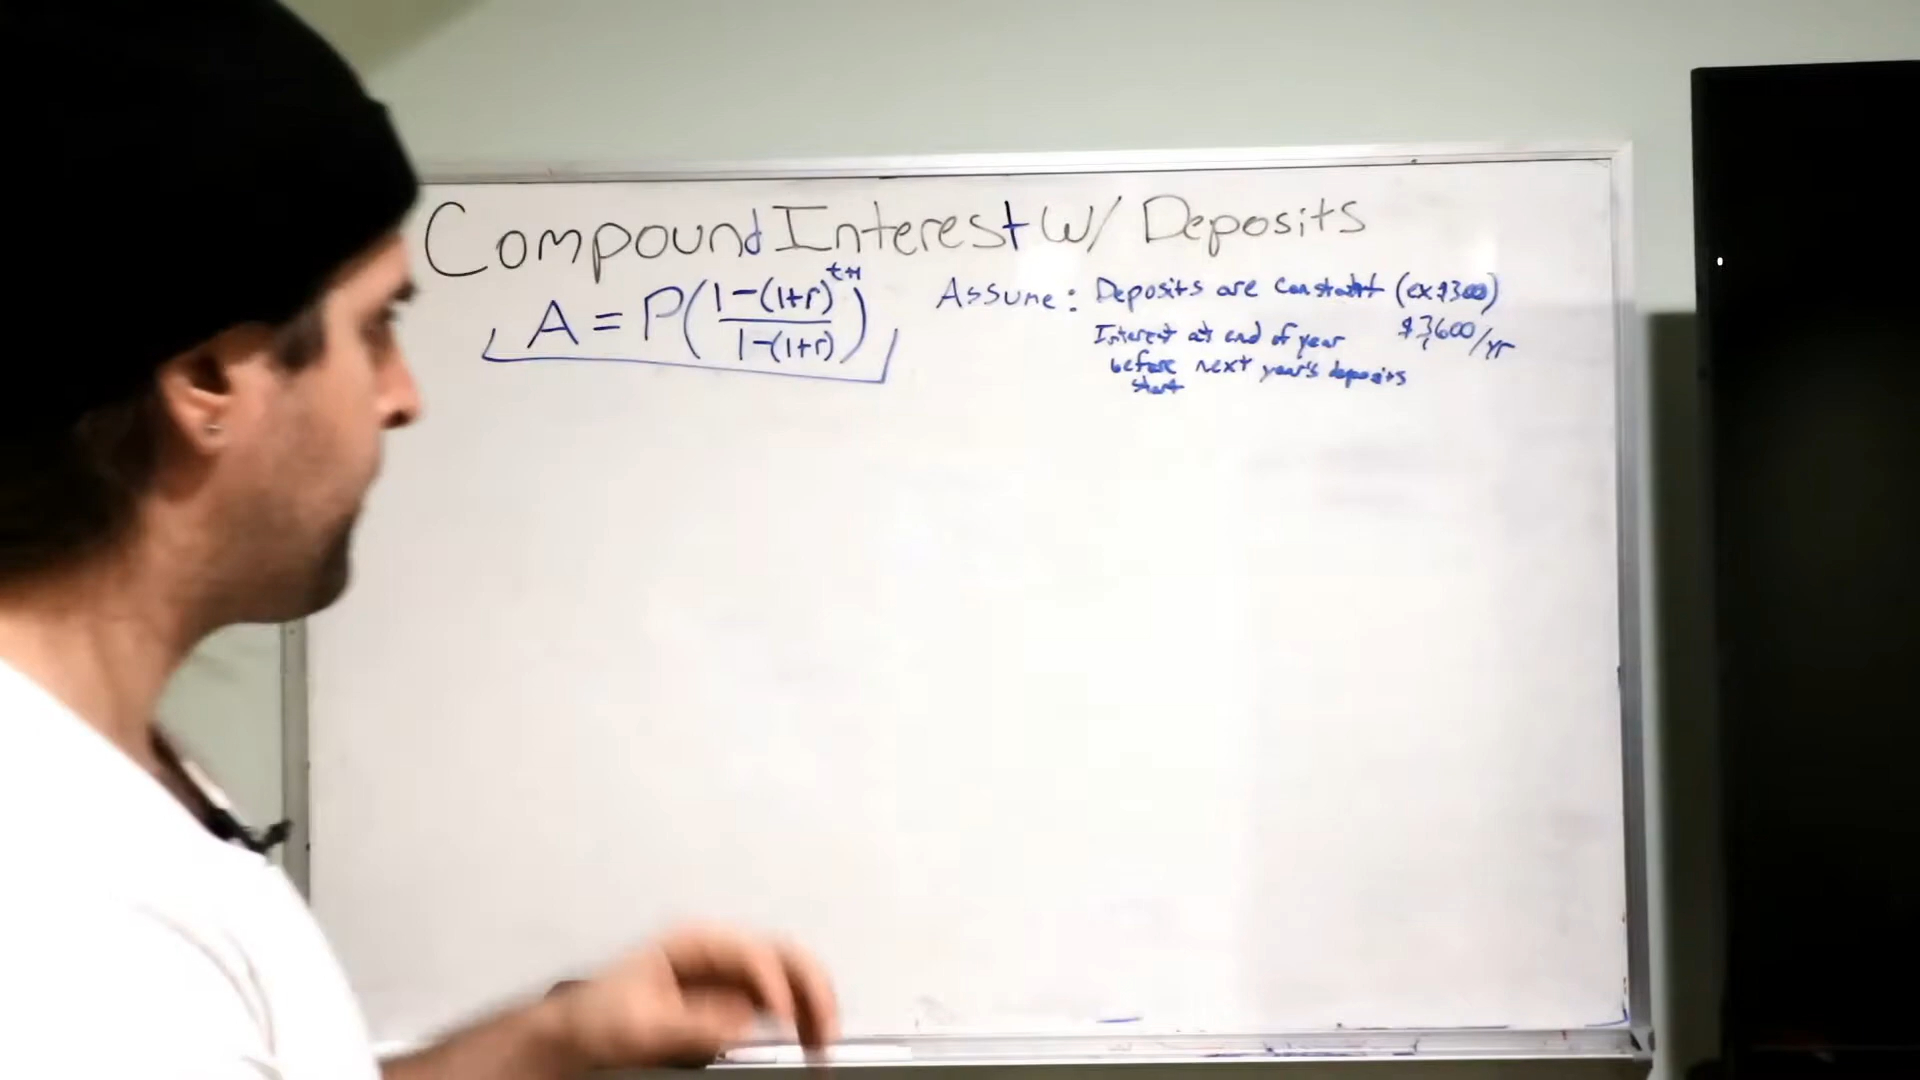 Compound Interest w/ Deposits
A = P(1-(1+r)^t+1 / 1-(1+r))
Assume: Deposits are constant (ex $300)
$3600/yr
Interest at end of year
before next year's deposits
start